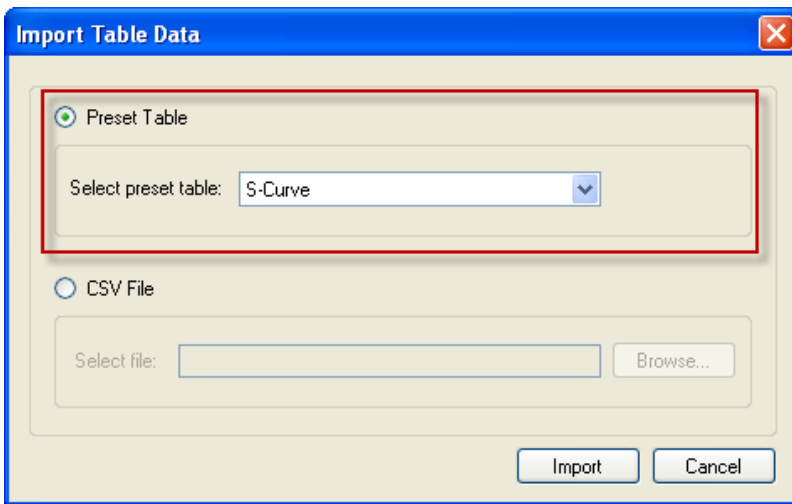 Import Table Data
Preset Table
Select preset table: S-Curve
CSV File
Select file: Browse...
Import Cancel